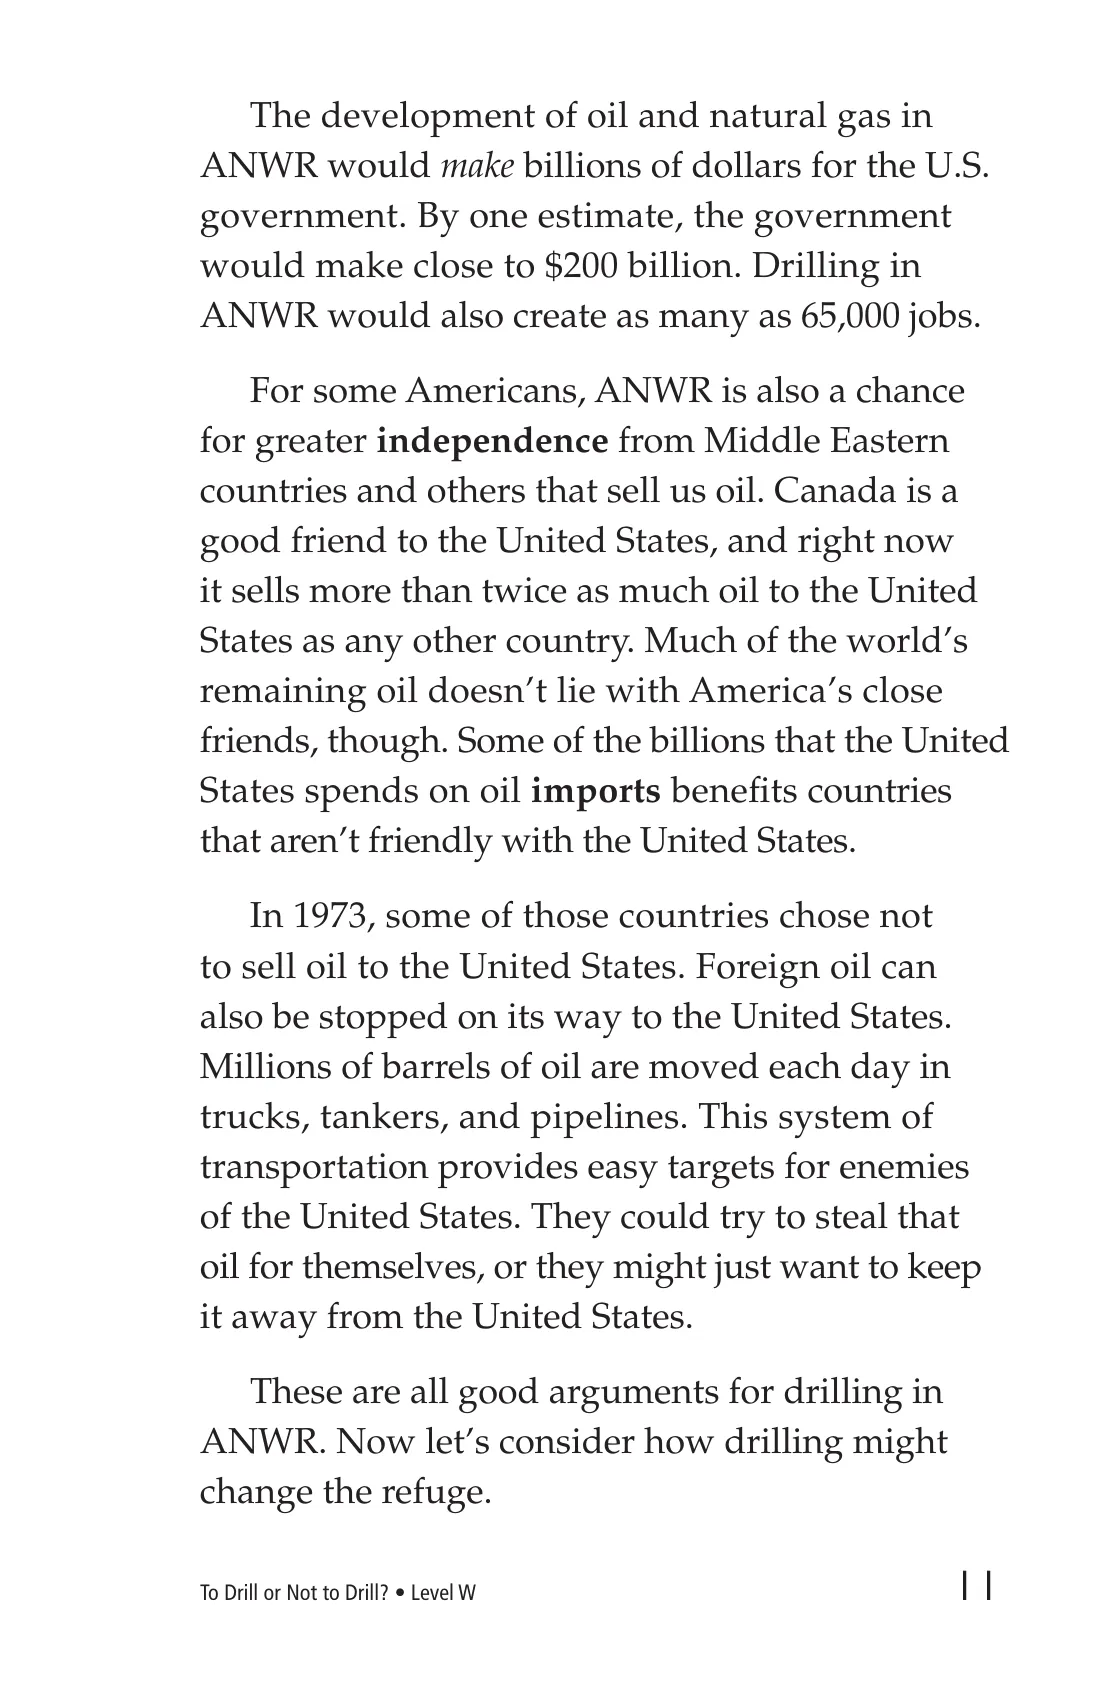 The development of oil and natural gas in
ANWR would make billions of dollars for the U.S.
government. By one estimate, the government
would make close to $200 billion. Drilling in
ANWR would also create as many as 65,000 jobs.
For some Americans, ANWR is also a chance
for greater independence from Middle Eastern
countries and others that sell us oil. Canada is a
good friend to the United States, and right now
it sells more than twice as much oil to the United
States as any other country. Much of the world’s
remaining oil doesn’t lie with America’s close
friends, though. Some of the billions that the United
States spends on oil imports benefits countries
that aren’t friendly with the United States.
In 1973, some of those countries chose not
to sell oil to the United States. Foreign oil can
also be stopped on its way to the United States.
Millions of barrels of oil are moved each day in
trucks, tankers, and pipelines. This system of
transportation provides easy targets for enemies
of the United States. They could try to steal that
oil for themselves, or they might just want to keep
it away from the United States.
These are all good arguments for drilling in
ANWR. Now let’s consider how drilling might
change the refuge.
To Drill or Not to Drill? • Level W 11